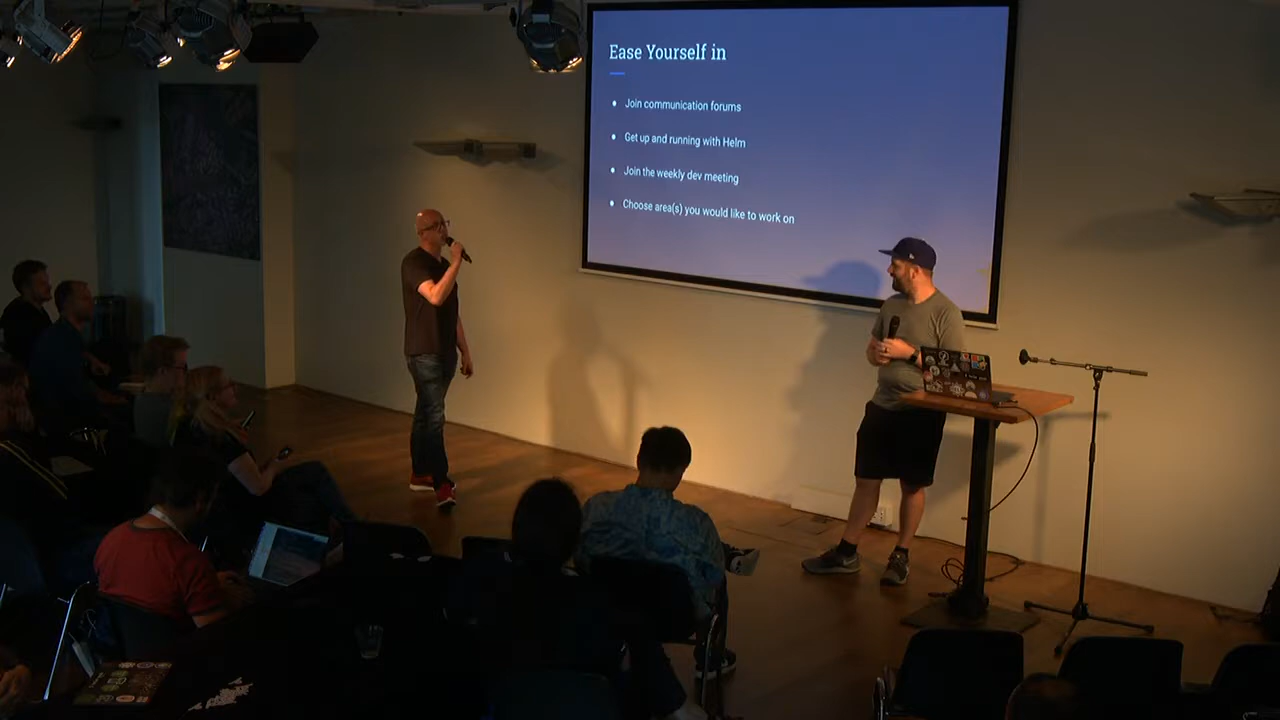 Ease Yourself in
Join communication forums
Get up and running with Helm
Join the weekly dev meeting
Choose area(s) you would like to work on